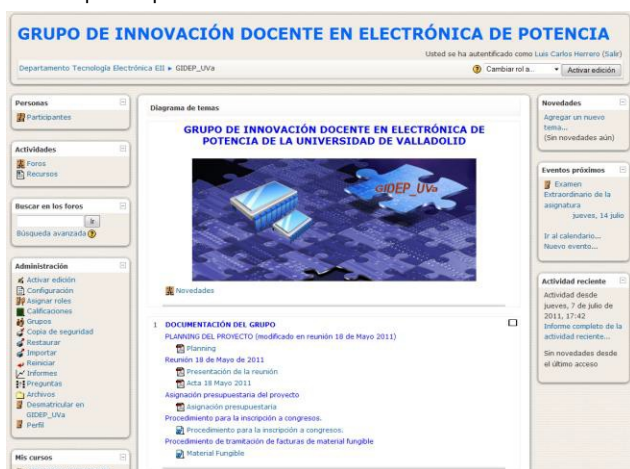 GRUPO DE INNOVACIÓN DOCENTE EN ELECTRÓNICA DE POTENCIA
Usted se ha autentificado como Luis Carlos Herrero (Salir)
Departamento Tecnología Electrónica EII ► GIDEP_UVa
Cambiar rol a...
Activar edición
Personas
Participantes
Actividades
Foros
Recursos
Buscar en los foros
Ir
Búsqueda avanzada
Administración
Activar edición
Configuración
Asignar roles
Calificaciones
Grupos
Copia de seguridad
Restaurar
Importar
Reiniciar
Informes
Preguntas
Archivos
Desmatricular en
GIDEP_UVa
Perfil
Mis cursos
Diagrama de temas
GRUPO DE INNOVACIÓN DOCENTE EN ELECTRÓNICA DE
POTENCIA DE LA UNIVERSIDAD DE VALLADOLID
GIDEP_UVa
Novedades
1 DOCUMENTACIÓN DEL GRUPO
PLANNING DEL PROYECTO (modificado en reunión 18 de Mayo 2011)
Planning
Reunión 18 de Mayo de 2011
Presentación de la reunión
Acta 18 Mayo 2011
Asignación presupuestaria del proyecto
Asignación presupuestaria
Procedimiento para la inscripción a congresos.
Procedimiento para la inscripción a congresos.
Procedimiento de tramitación de facturas de material fungible
Material Fungible
Novedades
Agregar un nuevo
tema...
(Sin novedades aún)
Eventos próximos
Examen
Extraordinario de la
asignatura
jueves, 14 julio
Ir al calendario...
Nuevo evento...
Actividad reciente
Actividad desde
jueves, 7 de julio de
2011, 17:42
Informe completo de la
actividad reciente...
Sin novedades desde
el último acceso